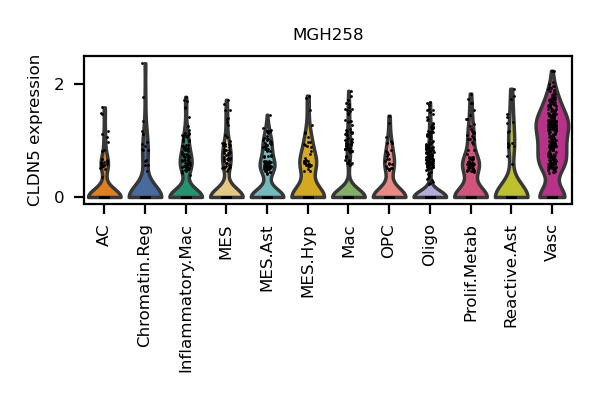 MGH258
CLDN5 expression
2
0
AC
Chromatin.Reg
Inflammatory.Mac
MES
MES.Ast
MES.Hyp
Mac
OPC
Oligo
Prolif.Metab
Reactive.Ast
Vasc